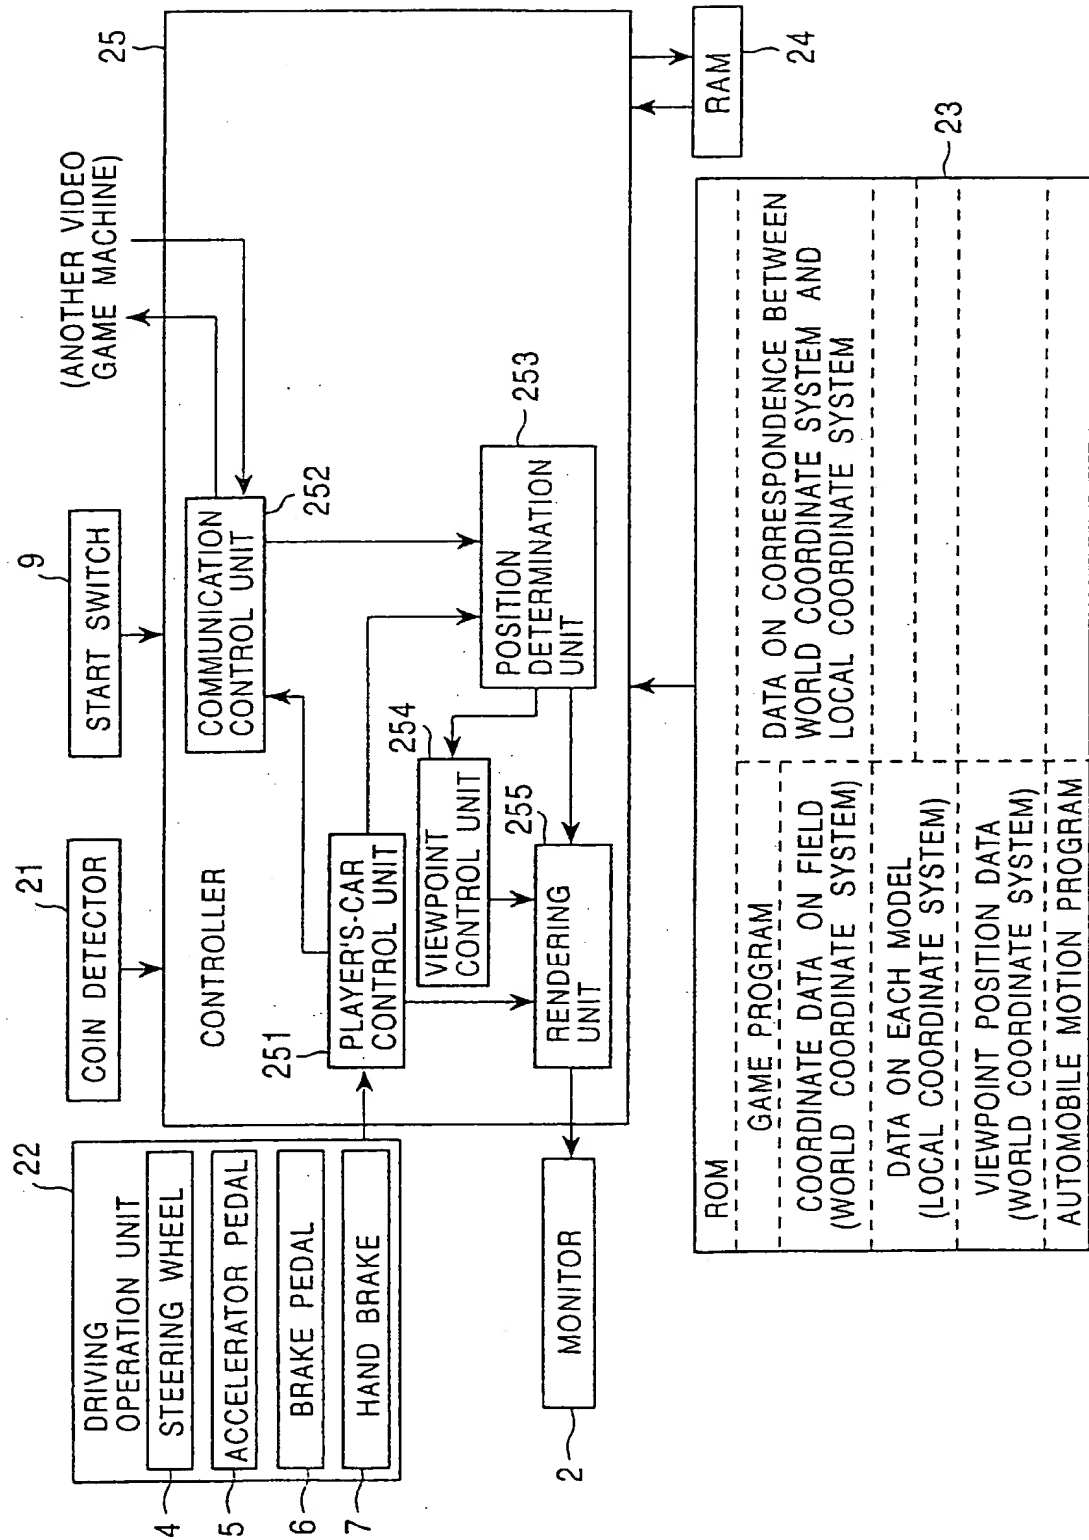 22
DRIVING
OPERATION UNIT
4
STEERING WHEEL
5
ACCELERATOR PEDAL
6
BRAKE PEDAL
7
HAND BRAKE
21
COIN DETECTOR
9
START SWITCH
(ANOTHER VIDEO
GAME MACHINE)
25
CONTROLLER
251
PLAYER'S-CAR
CONTROL UNIT
COMMUNICATION
CONTROL UNIT
252
254
VIEWPOINT
CONTROL UNIT
253
POSITION
DETERMINATION
UNIT
255
RENDERING
UNIT
2
MONITOR
RAM
24
23
ROM
GAME PROGRAM
COORDINATE DATA ON FIELD
(WORLD COORDINATE SYSTEM)
DATA ON CORRESPONDENCE BETWEEN
WORLD COORDINATE SYSTEM AND
LOCAL COORDINATE SYSTEM
DATA ON EACH MODEL
(LOCAL COORDINATE SYSTEM)
VIEWPOINT POSITION DATA
(WORLD COORDINATE SYSTEM)
AUTOMOBILE MOTION PROGRAM